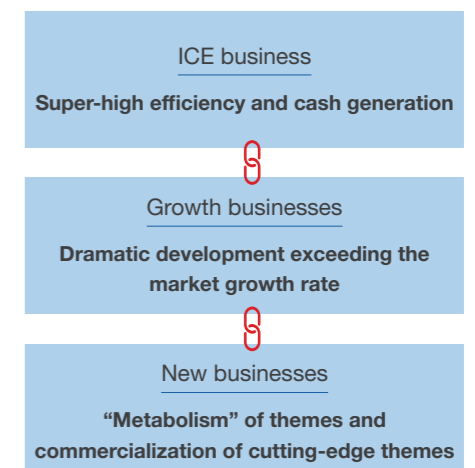 ICE business
Super-high efficiency and cash generation
Growth businesses
Dramatic development exceeding the
market growth rate
New businesses
“Metabolism” of themes and
commercialization of cutting-edge themes